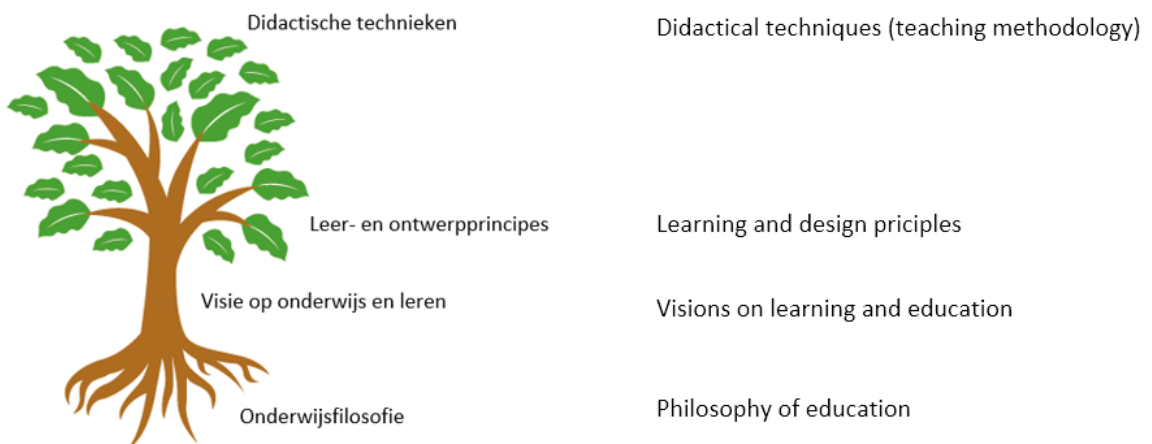 Didactische technieken
Didactical techniques (teaching methodology)
Leer- en ontwerpprincipes
Learning and design priciples
Visie op onderwijs en leren
Visions on learning and education
Onderwijsfilosofie
Philosophy of education